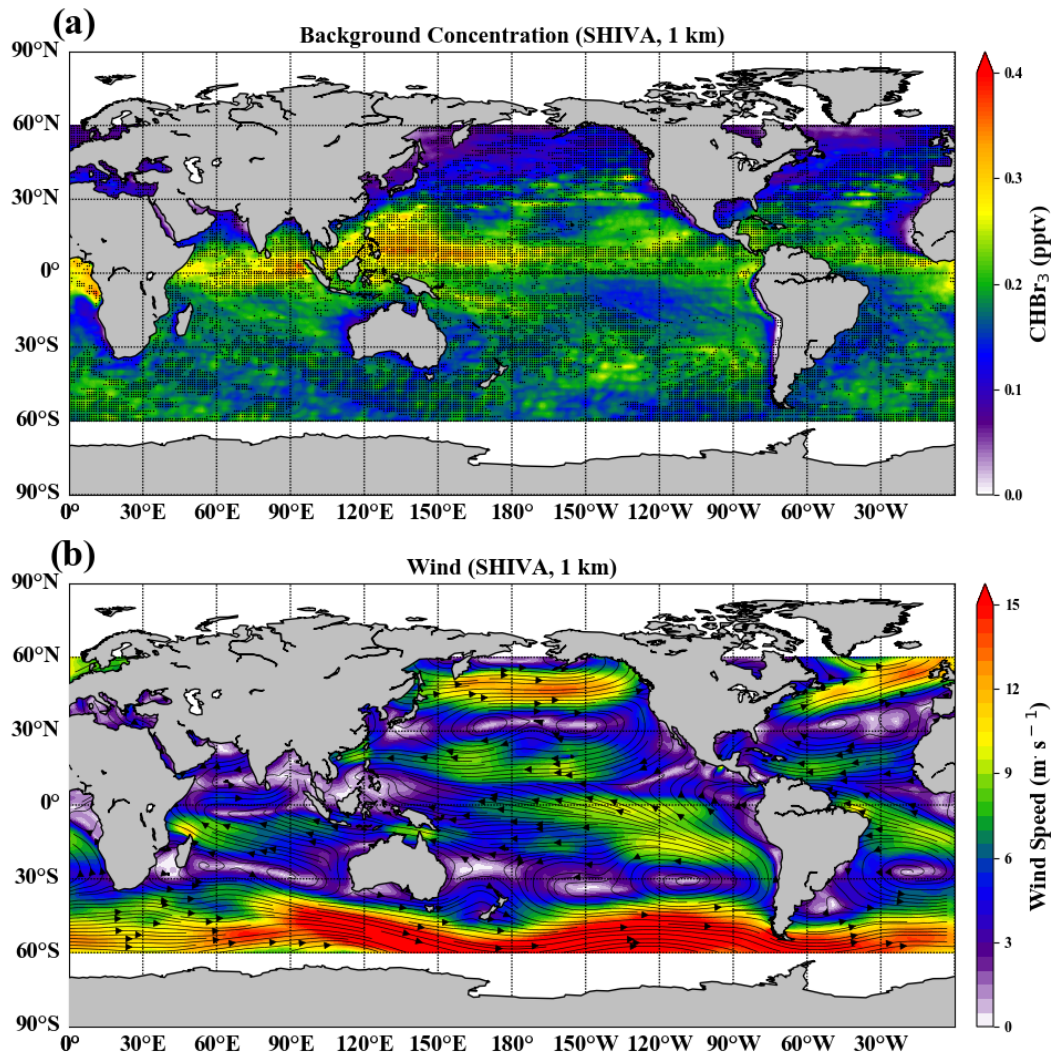 (a)
Background Concentration (SHIVA, 1 km)
90°N
60°N
30°N
0°
30°S
60°S
90°S
0° 30°E 60°E 90°E 120°E 150°E 180° 150°W 120°W 90°W 60°W 30°W
0.4
0.3
0.2
0.1
0.0
CHBr₃ (pptv)
(b)
Wind (SHIVA, 1 km)
90°N
60°N
30°N
0°
30°S
60°S
90°S
0° 30°E 60°E 90°E 120°E 150°E 180° 150°W 120°W 90°W 60°W 30°W
15
12
9
6
3
0
Wind Speed (m· s⁻¹)